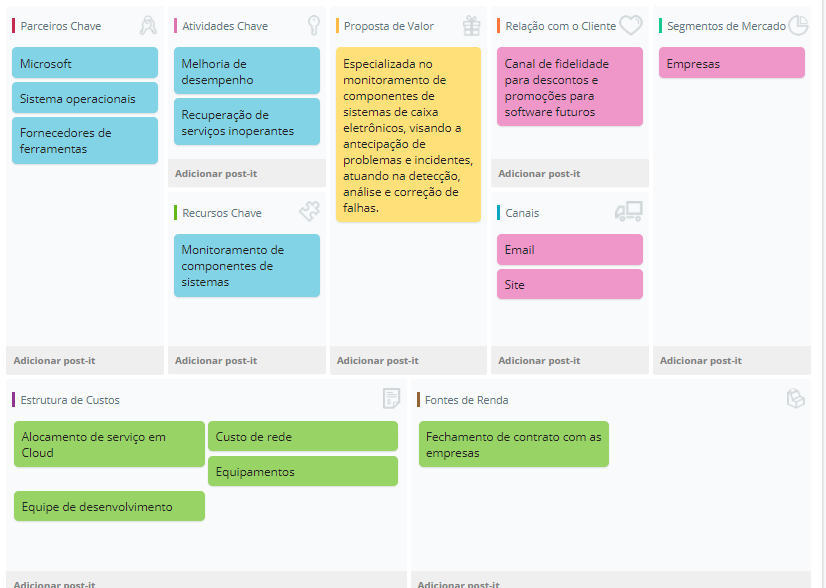 Parceiros Chave
Microsoft
Sistema operacionais
Fornecedores de
ferramentas
Adicionar post-it
Atividades Chave
Melhoria de
desempenho
Recuperação de
serviços inoperantes
Adicionar post-it
Recursos Chave
Monitoramento de
componentes de
sistemas
Adicionar post-it
Proposta de Valor
Especializada no
monitoramento de
componentes de
sistemas de caixa
eletrônicos, visando a
antecipação de
problemas e incidentes,
atuando na detecção,
análise e correção de
falhas.
Adicionar post-it
Relação com o Cliente
Canal de fidelidade
para descontos e
promoções para
software futuros
Adicionar post-it
Canais
Email
Site
Adicionar post-it
Segmentos de Mercado
Empresas
Adicionar post-it
Estrutura de Custos
Alocamento de serviço em
Cloud
Custo de rede
Equipamentos
Equipe de desenvolvimento
Adicionar post-it
Fontes de Renda
Fechamento de contrato com as
empresas
Adicionar post-it